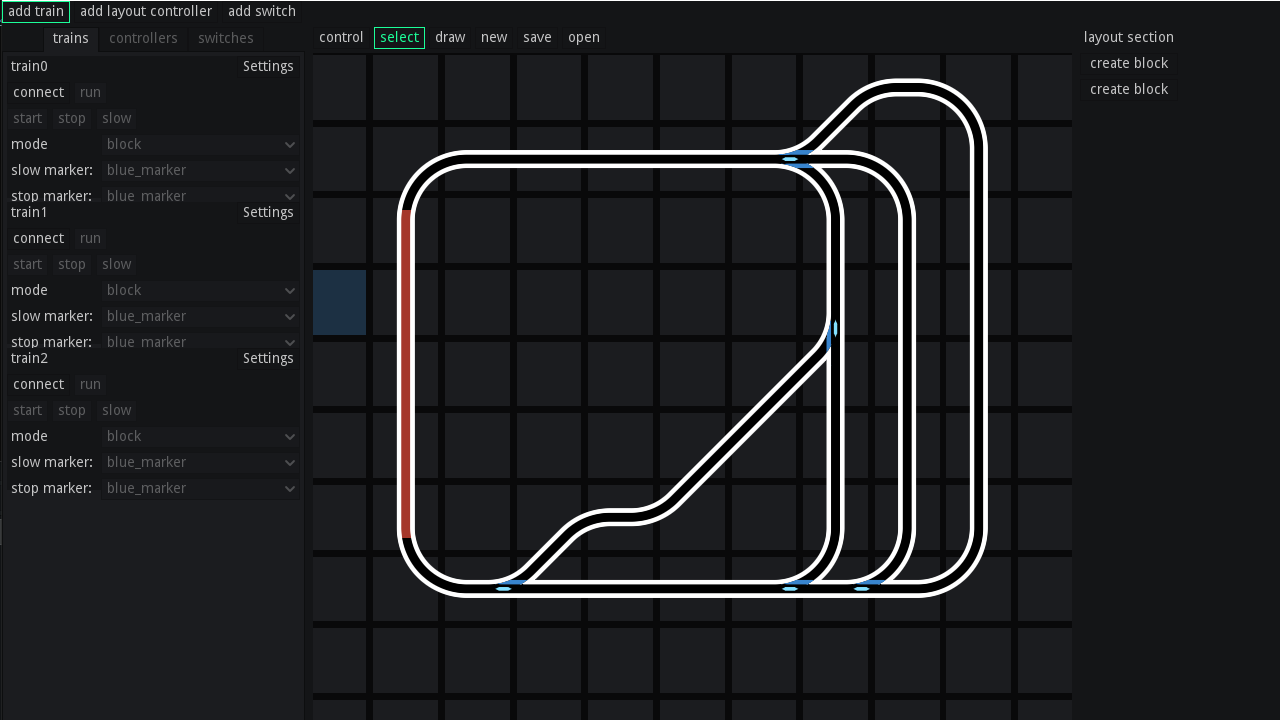 add train add layout controller add switch
trains controllers switches
control select draw new save open
layout section
create block
create block
train0 Settings
connect run
start stop slow
mode block
slow marker: blue_marker
stop marker: blue_marker
train1 Settings
connect run
start stop slow
mode block
slow marker: blue_marker
stop marker: blue_marker
train2 Settings
connect run
start stop slow
mode block
slow marker: blue_marker
stop marker: blue_marker